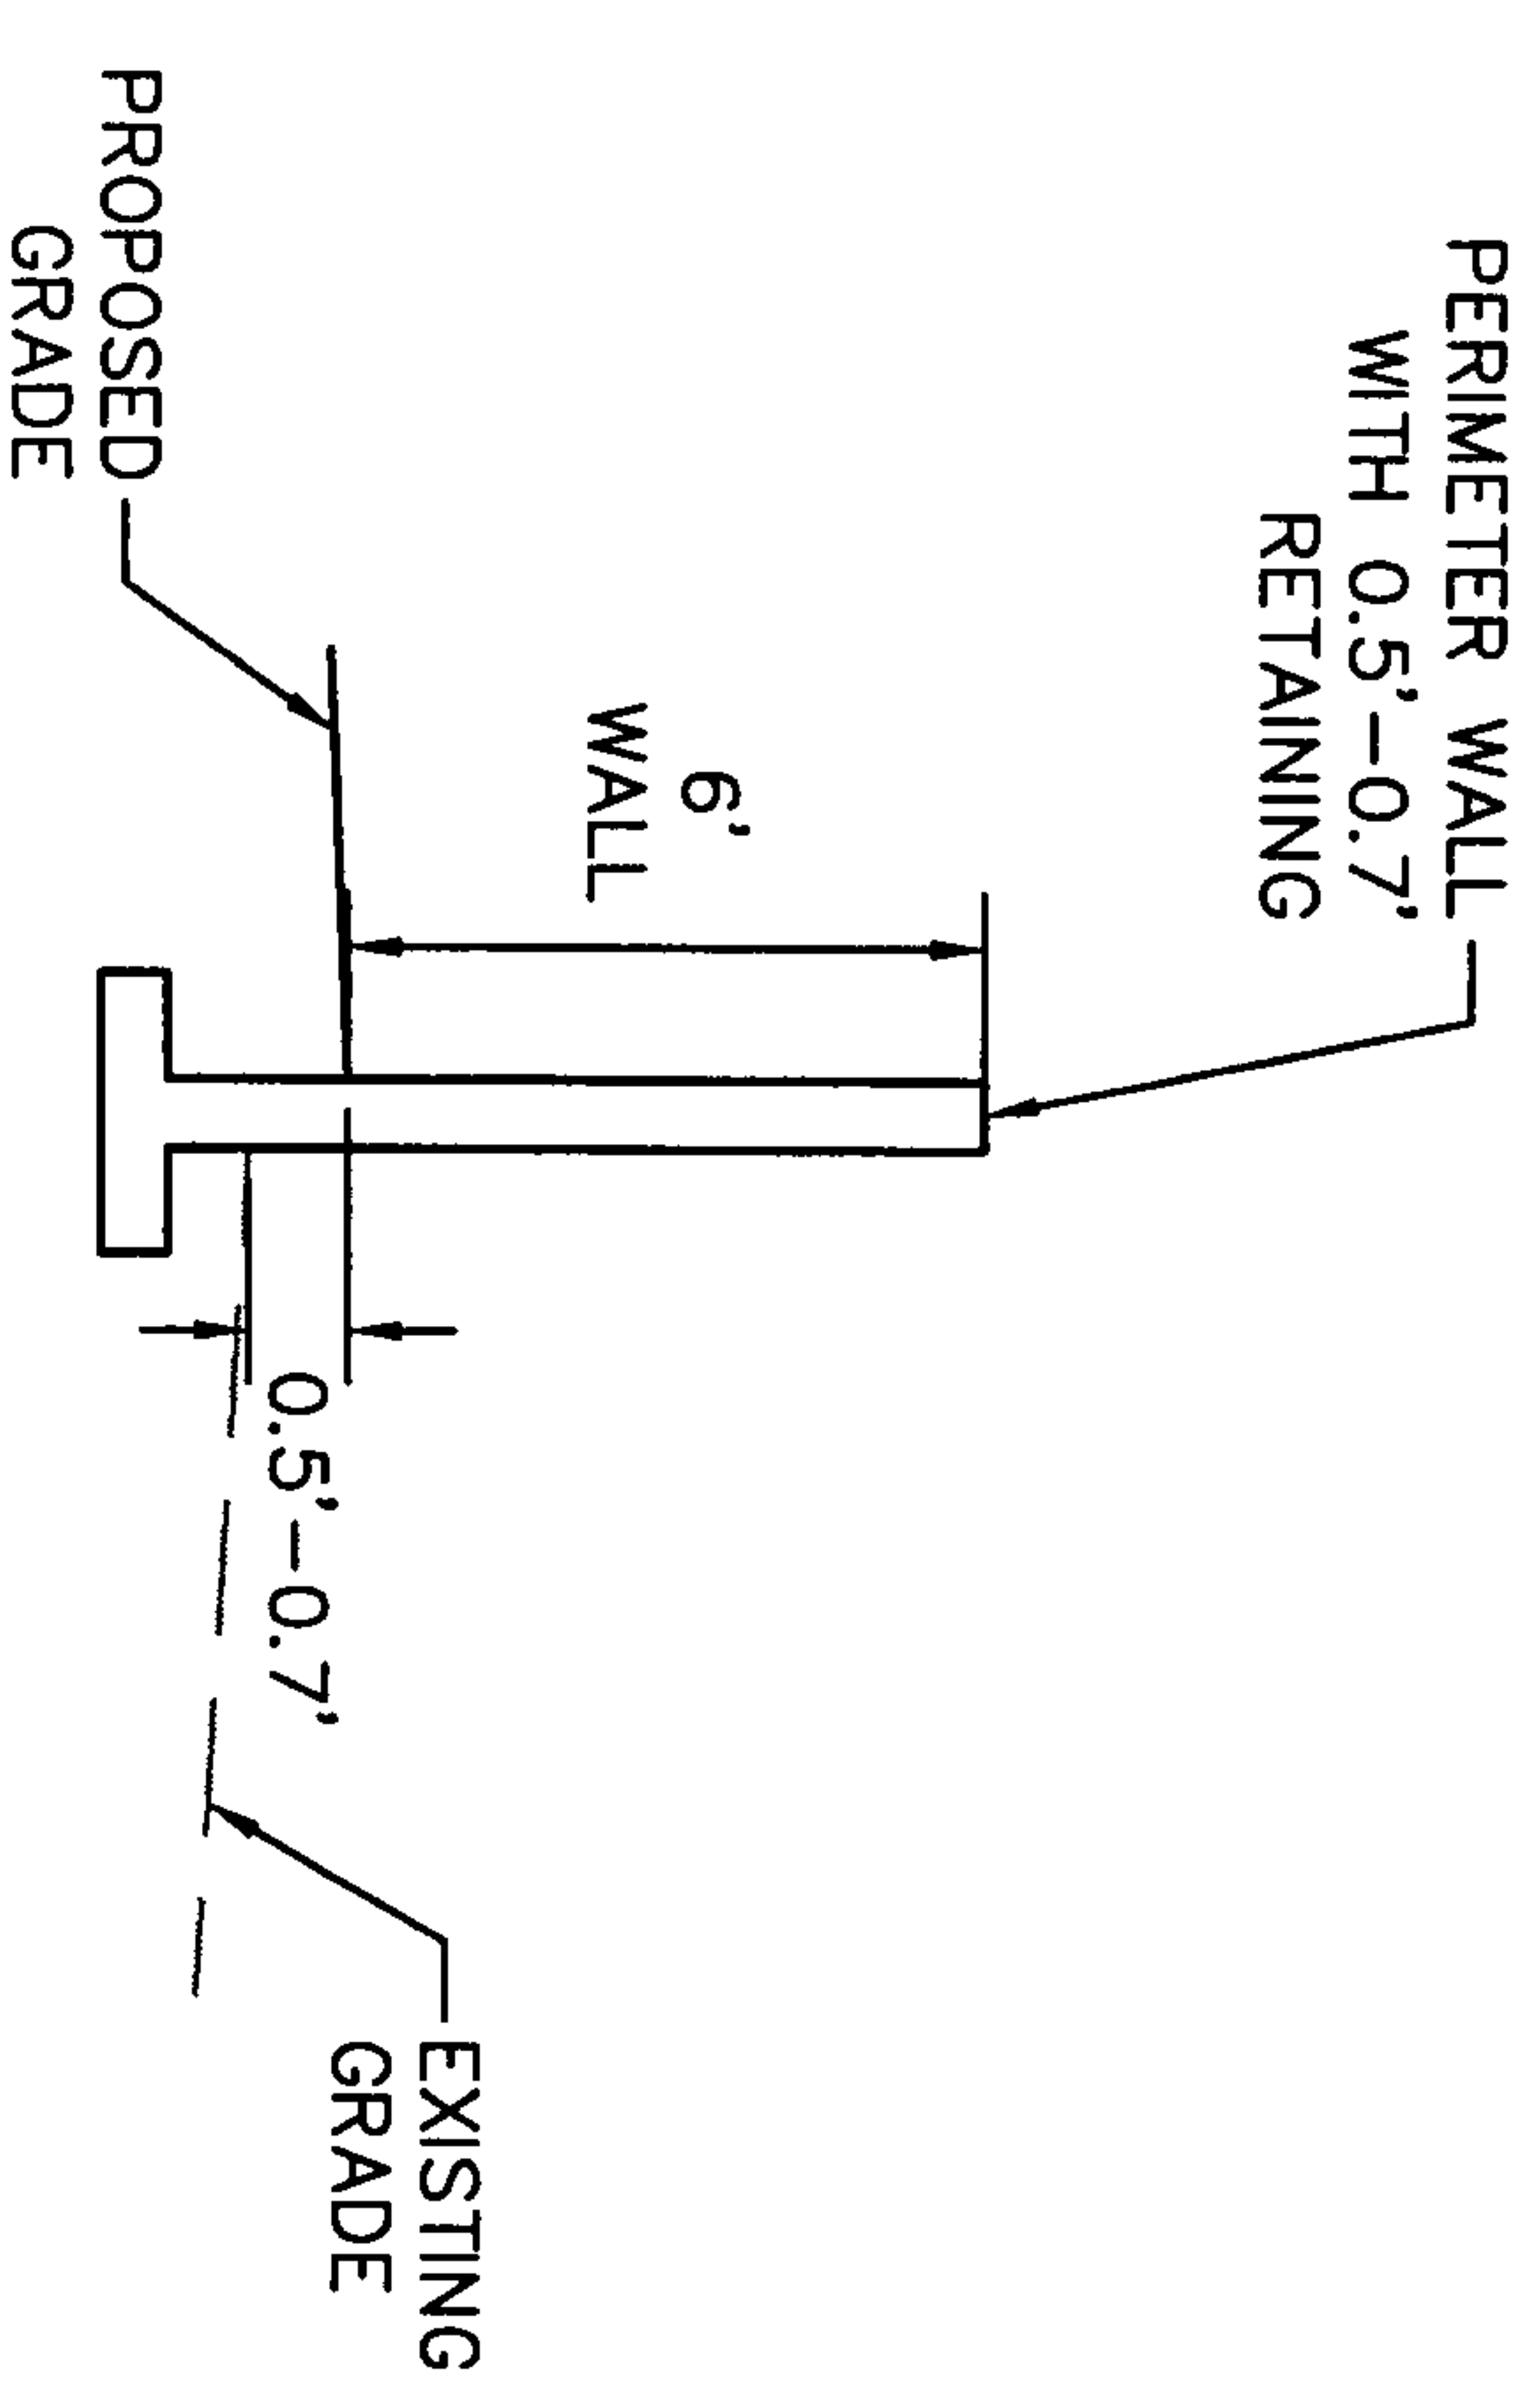 PERIMETER WALL
WITH 0.5'-0.7'
RETAINING
6'
WALL
PROPOSED
GRADE
0.5'-0.7'
EXISTING
GRADE